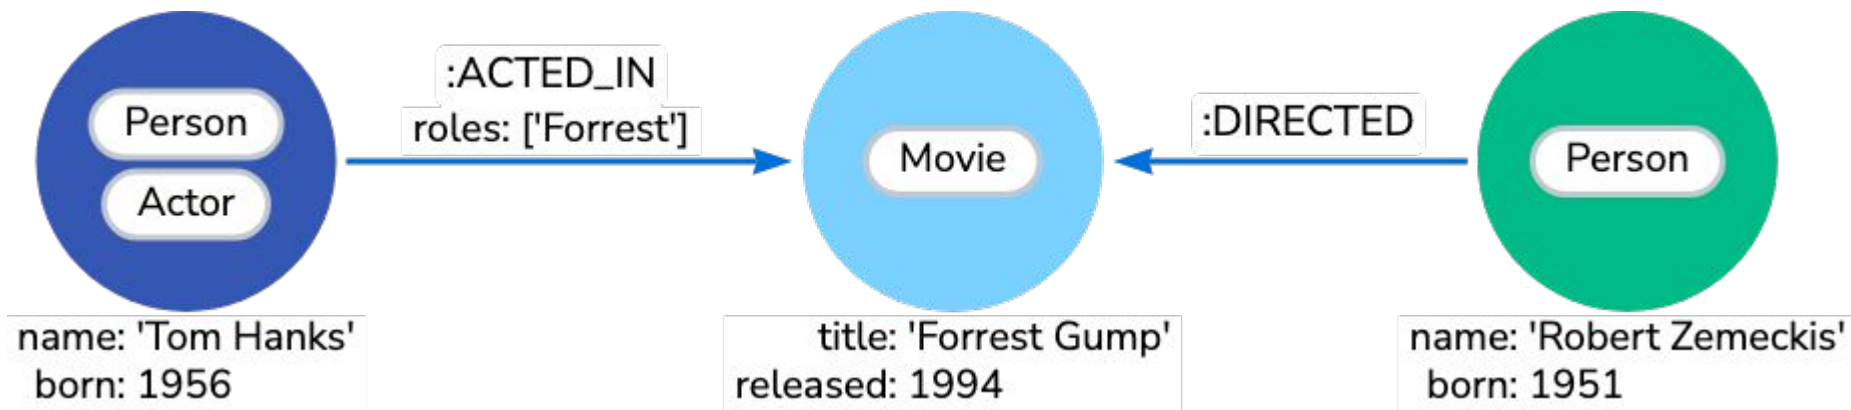 Person
Actor
name: 'Tom Hanks'
born: 1956
:ACTED_IN
roles: ['Forrest']
Movie
title: 'Forrest Gump'
released: 1994
:DIRECTED
Person
name: 'Robert Zemeckis'
born: 1951